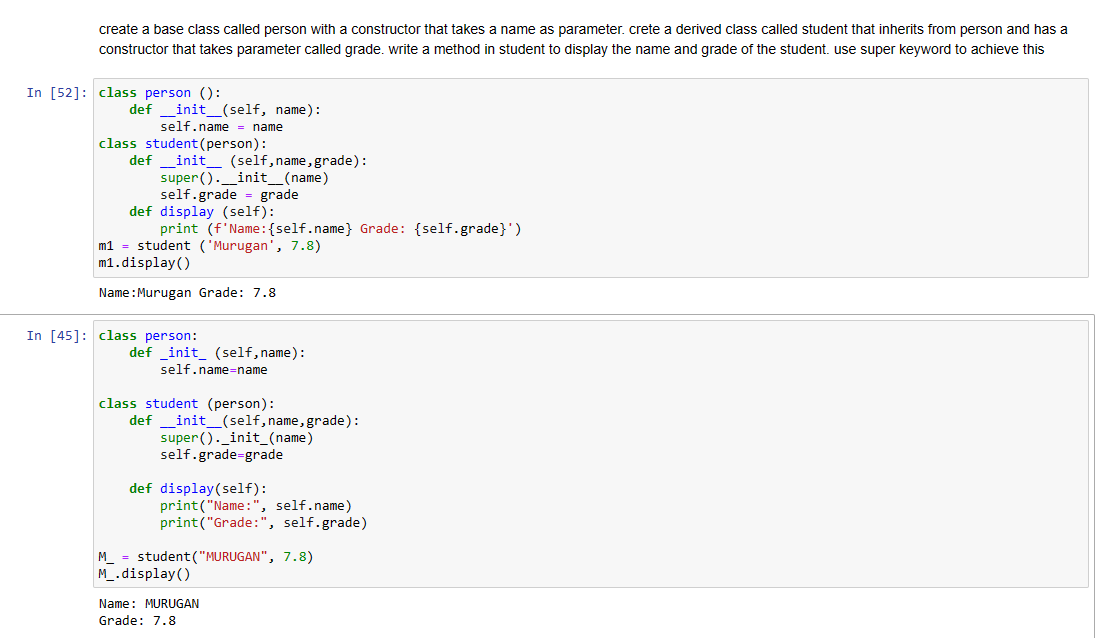 create a base class called person with a constructor that takes a name as parameter. crete a derived class called student that inherits from person and has a
constructor that takes parameter called grade. write a method in student to display the name and grade of the student. use super keyword to achieve this
In [52]: class person ():
    def __init__(self, name):
        self.name = name
class student(person):
    def __init__ (self,name,grade):
        super().__init__(name)
        self.grade = grade
    def display (self):
        print (f'Name:{self.name} Grade: {self.grade}')
m1 = student ('Murugan', 7.8)
m1.display()
Name:Murugan Grade: 7.8
In [45]: class person:
    def _init_ (self,name):
        self.name=name
class student (person):
    def __init__(self,name,grade):
        super()._init_(name)
        self.grade=grade
    def display(self):
        print("Name:", self.name)
        print("Grade:", self.grade)
M_ = student("MURUGAN", 7.8)
M_.display()
Name: MURUGAN
Grade: 7.8